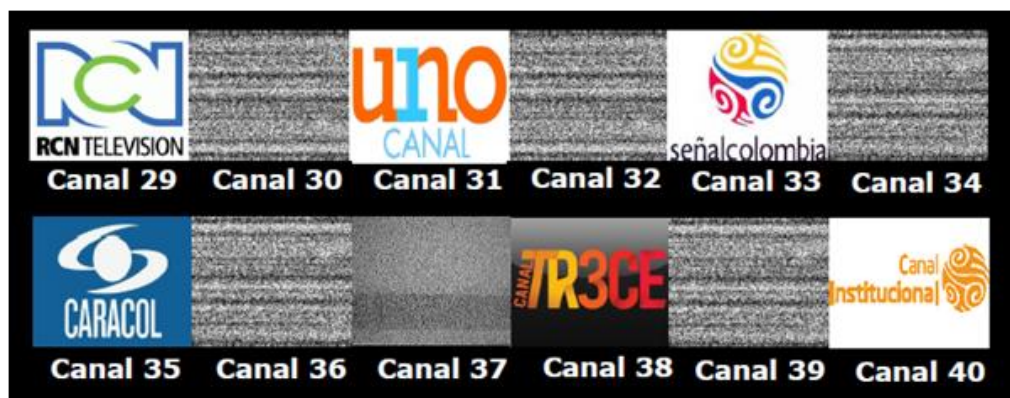 RCN TELEVISION
uno
CANAL
señalcolombia
Canal 29 Canal 30 Canal 31 Canal 32 Canal 33 Canal 34
CARACOL
CANAL TR3CE
Canal
Institucional
Canal 35 Canal 36 Canal 37 Canal 38 Canal 39 Canal 40